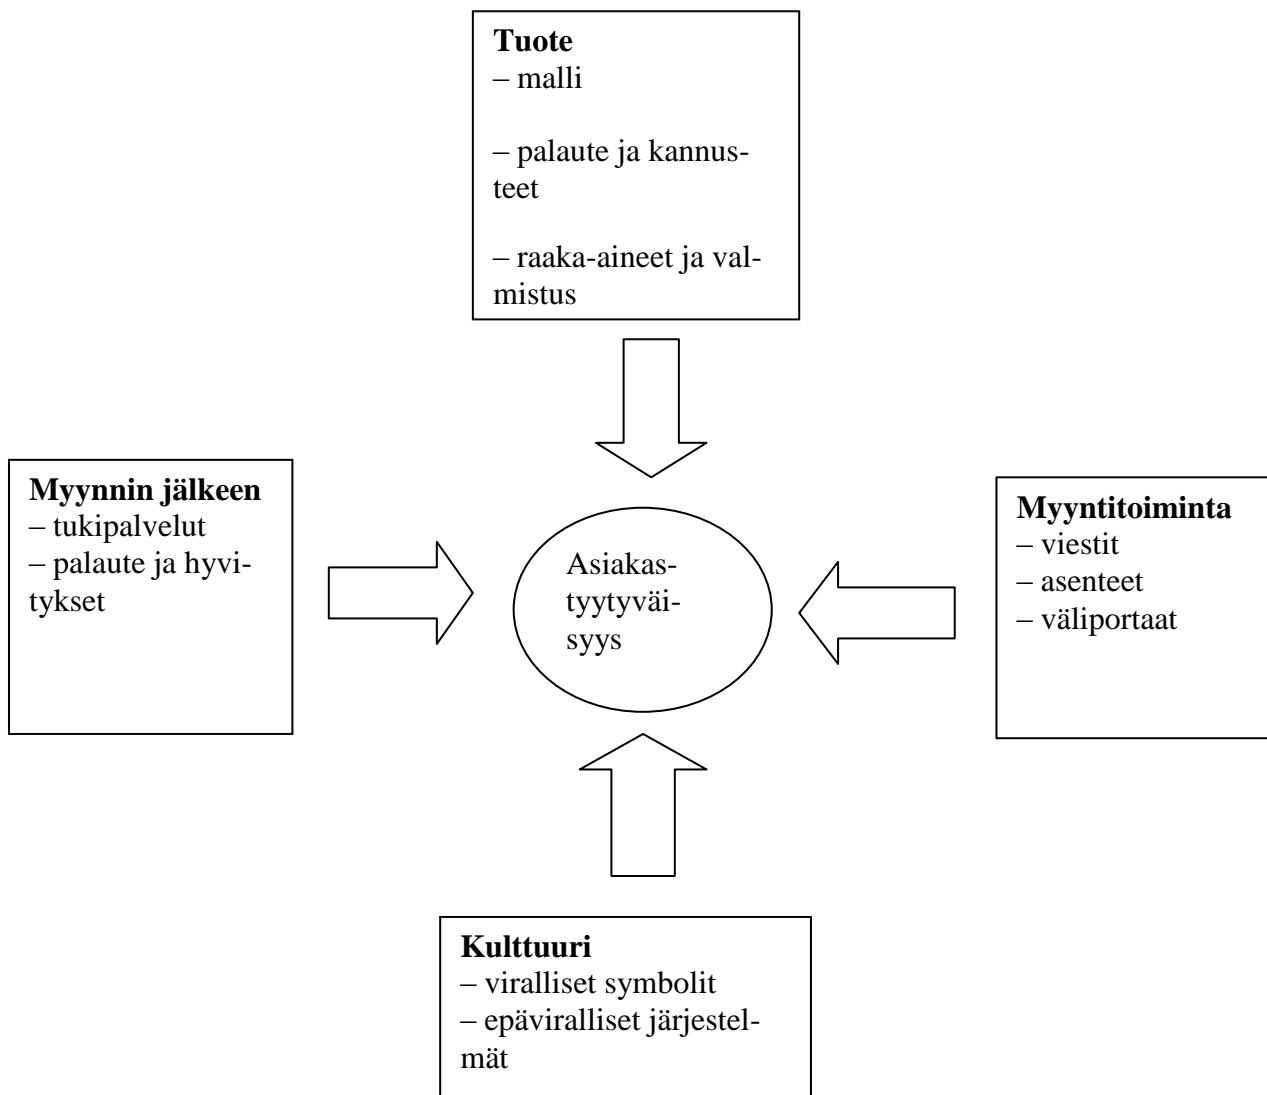 Tuote
– malli
– palaute ja kannus-
teet
– raaka-aineet ja val-
mistus
Myynnin jälkeen
– tukipalvelut
– palaute ja hyvi-
tykset
Asiakas-
tyytyväi-
syys
Myyntitoiminta
– viestit
– asenteet
– väliportaat
Kulttuuri
– viralliset symbolit
– epäviralliset järjestel-
mät